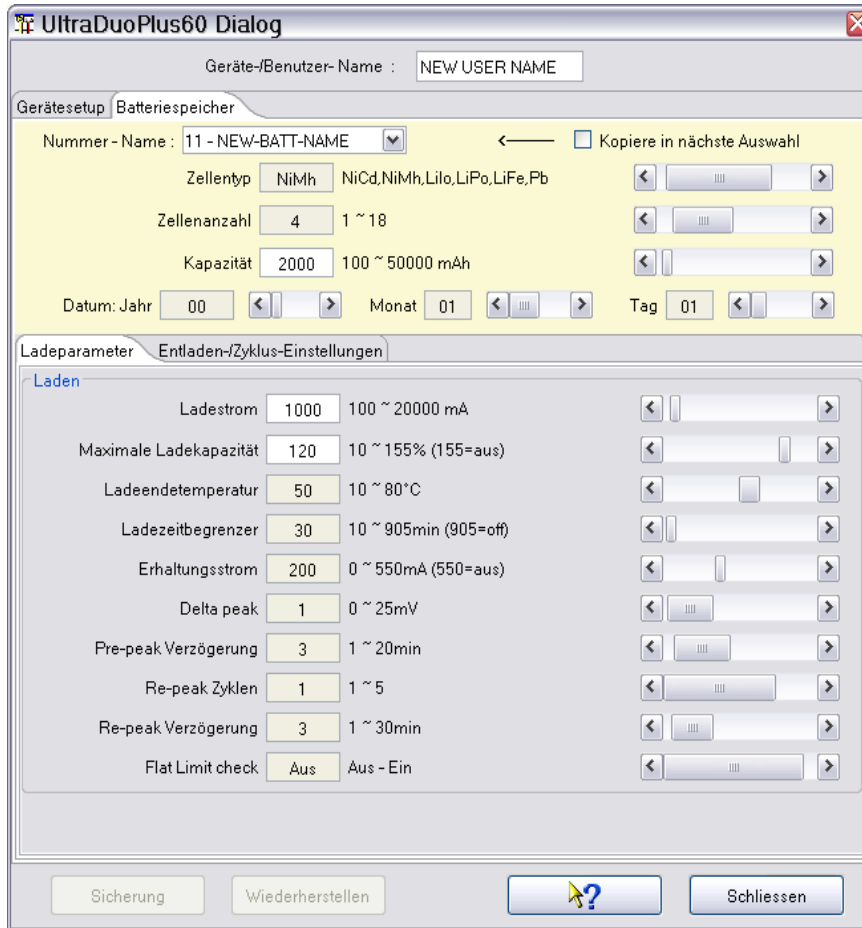 UltraDuoPlus60 Dialog
Geräte-/Benutzer- Name : NEW USER NAME
Gerätesetup Batteriespeicher
Nummer - Name : 11 - NEW-BATT-NAME <—— Kopiere in nächste Auswahl
Zellentyp NiMh NiCd,NiMh,LiIo,LiPo,LiFe,Pb
Zellenanzahl 4 1 ~ 18
Kapazität 2000 100 ~ 50000 mAh
Datum: Jahr 00 Monat 01 Tag 01
Ladeparameter Entladen-/Zyklus-Einstellungen
Laden
Ladestrom 1000 100 ~ 20000 mA
Maximale Ladekapazität 120 10 ~ 155% (155=aus)
Ladeendetemperatur 50 10 ~ 80°C
Ladezeitbegrenzer 30 10 ~ 905min (905=off)
Erhaltungsstrom 200 0 ~ 550mA (550=aus)
Delta peak 1 0 ~ 25mV
Pre-peak Verzögerung 3 1 ~ 20min
Re-peak Zyklen 1 1 ~ 5
Re-peak Verzögerung 3 1 ~ 30min
Flat Limit check Aus Aus - Ein
Sicherung Wiederherstellen ? Schliessen